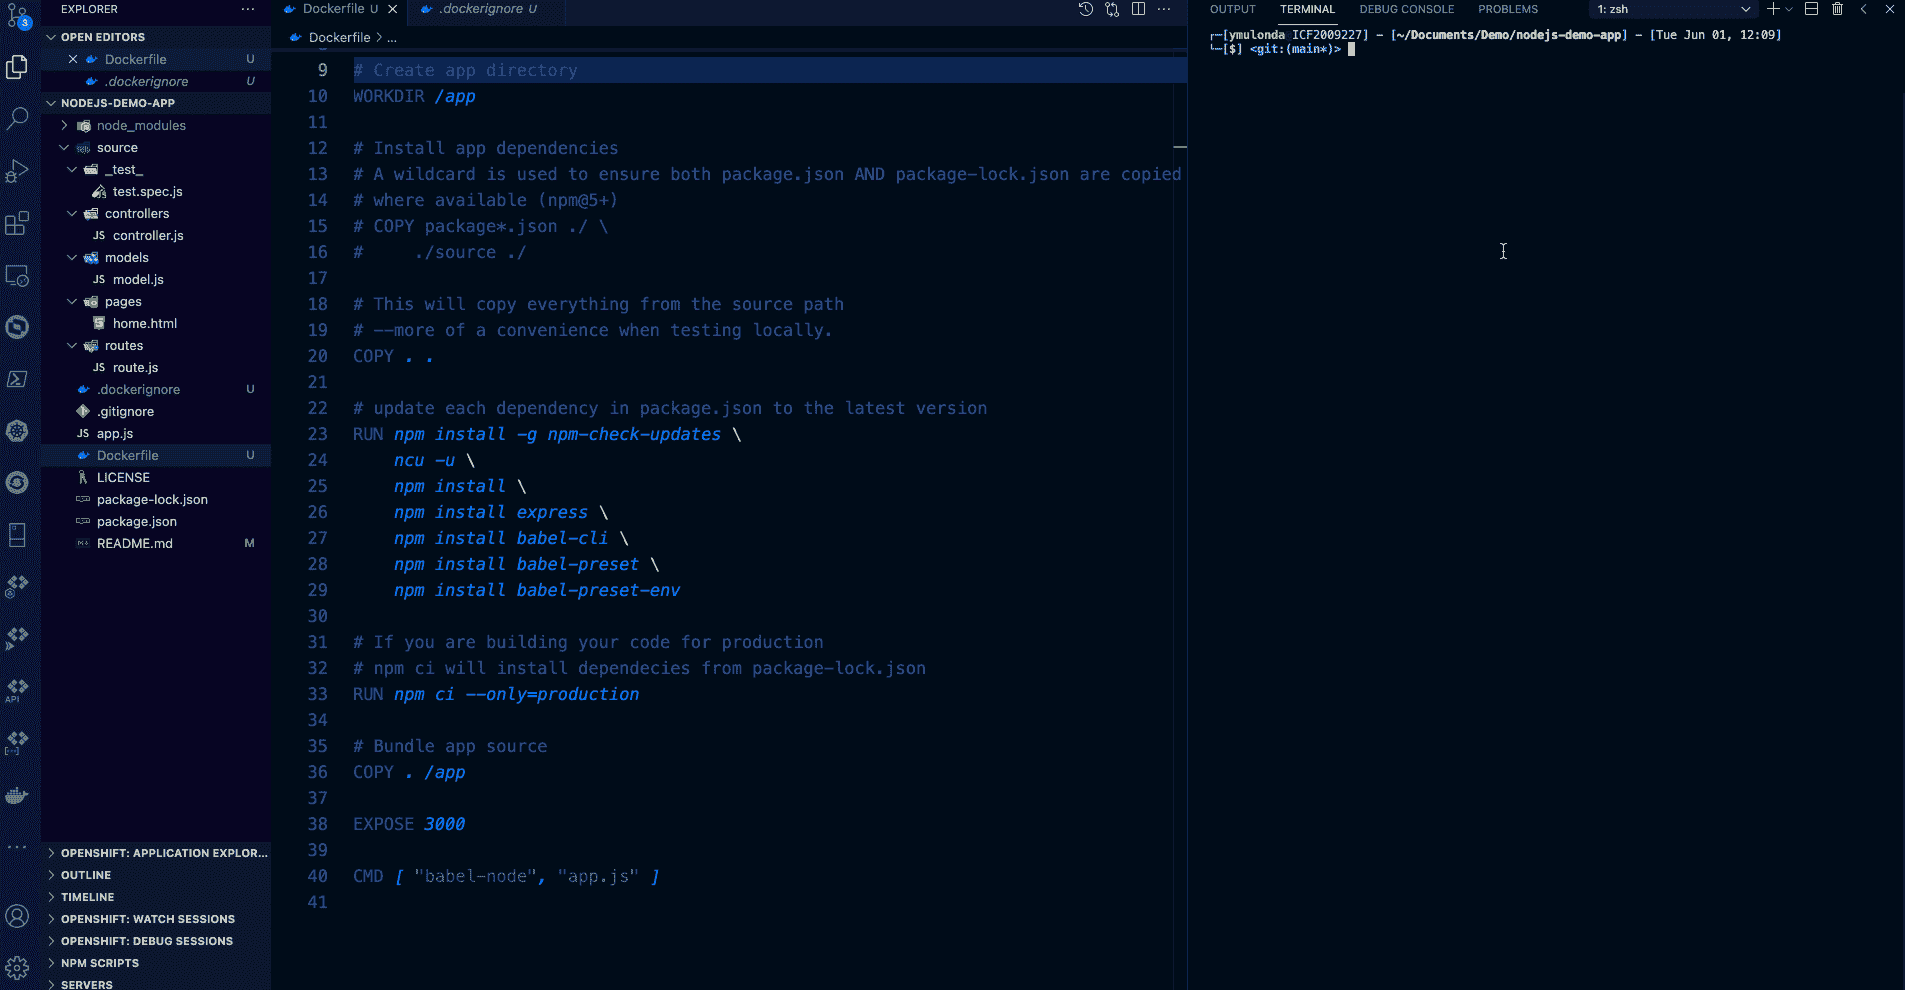 3
EXPLORER ...
OPEN EDITORS
Dockerfile U
.dockerignore U
NODEJS-DEMO-APP
node_modules
source
_test_
test.spec.js
controllers
JS controller.js
models
JS model.js
pages
home.html
routes
JS route.js
.dockerignore U
.gitignore
JS app.js
Dockerfile U
LICENSE
package-lock.json
package.json
README.md M
API
OPENSHIFT: APPLICATION EXPLOR...
OUTLINE
TIMELINE
OPENSHIFT: WATCH SESSIONS
OPENSHIFT: DEBUG SESSIONS
NPM SCRIPTS
SERVERS
Dockerfile U .dockerignore U
Dockerfile > ...
9 # Create app directory
10 WORKDIR /app
11
12 # Install app dependencies
13 # A wildcard is used to ensure both package.json AND package-lock.json are copied
14 # where available (npm@5+)
15 # COPY package*.json ./ \
16 # ./source ./
17
18 # This will copy everything from the source path
19 # --more of a convenience when testing locally.
20 COPY . .
21
22 # update each dependency in package.json to the latest version
23 RUN npm install -g npm-check-updates \
24 ncu -u \
25 npm install \
26 npm install express \
27 npm install babel-cli \
28 npm install babel-preset \
29 npm install babel-preset-env
30
31 # If you are building your code for production
32 # npm ci will install dependecies from package-lock.json
33 RUN npm ci --only=production
34
35 # Bundle app source
36 COPY . /app
37
38 EXPOSE 3000
39
40 CMD [ "babel-node", "app.js" ]
41
OUTPUT TERMINAL DEBUG CONSOLE PROBLEMS 1: zsh
[ymulonda ICF2009227] - [~/Documents/Demo/nodejs-demo-app] - [Tue Jun 01, 12:09]
[$] <git:(main*)>